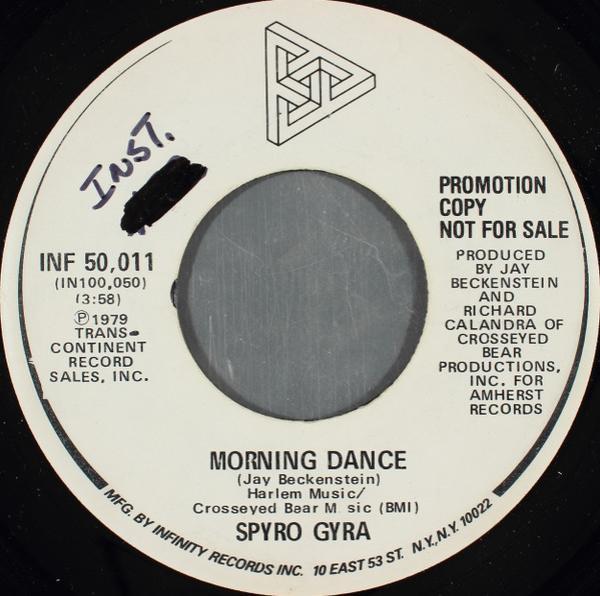 INST.
PROMOTION
COPY
NOT FOR SALE
INF 50,011
(IN100,050)
(3:58)
Ⓟ1979
TRANS-
CONTINENT
RECORD
SALES, INC.
PRODUCED
BY JAY
BECKENSTEIN
AND
RICHARD
CALANDRA OF
CROSSEYED
BEAR
PRODUCTIONS,
INC. FOR
AMHERST
RECORDS
MORNING DANCE
(Jay Beckenstein)
Harlem Music/
Crosseyed Bear M sic (BMI)
SPYRO GYRA
MFG. BY INFINITY RECORDS INC. 10 EAST 53 ST. N.Y., N.Y. 10022